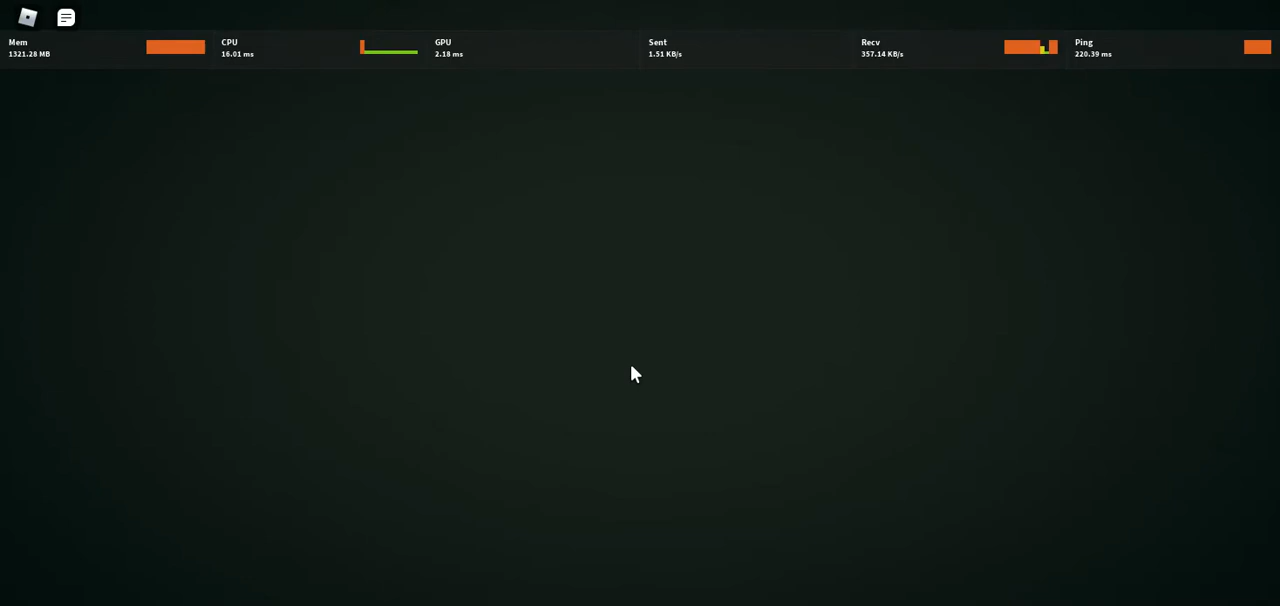 Mem
1321.28 MB
CPU
16.01 ms
GPU
2.18 ms
Sent
1.51 KB/s
Recv
357.14 KB/s
Ping
220.39 ms